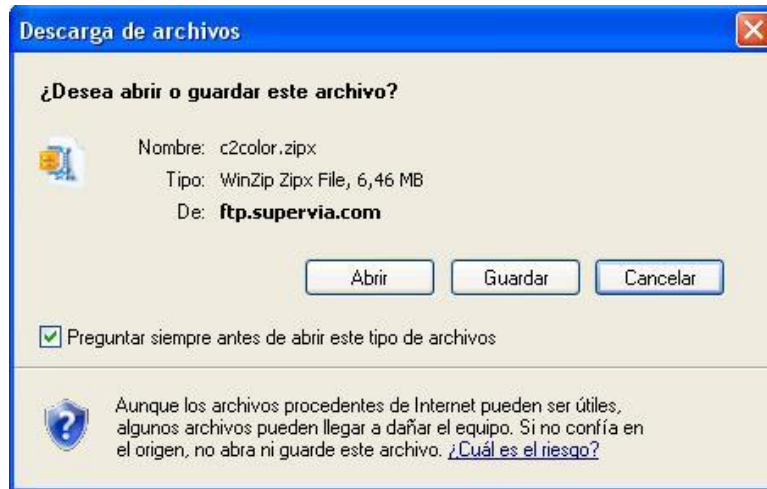 Descarga de archivos
¿Desea abrir o guardar este archivo?
Nombre: c2color.zipx
Tipo: WinZip Zipx File, 6,46 MB
De: ftp.supervia.com
Abrir Guardar Cancelar
Preguntar siempre antes de abrir este tipo de archivos
Aunque los archivos procedentes de Internet pueden ser útiles,
algunos archivos pueden llegar a dañar el equipo. Si no confía en
el origen, no abra ni guarde este archivo. ¿Cuál es el riesgo?